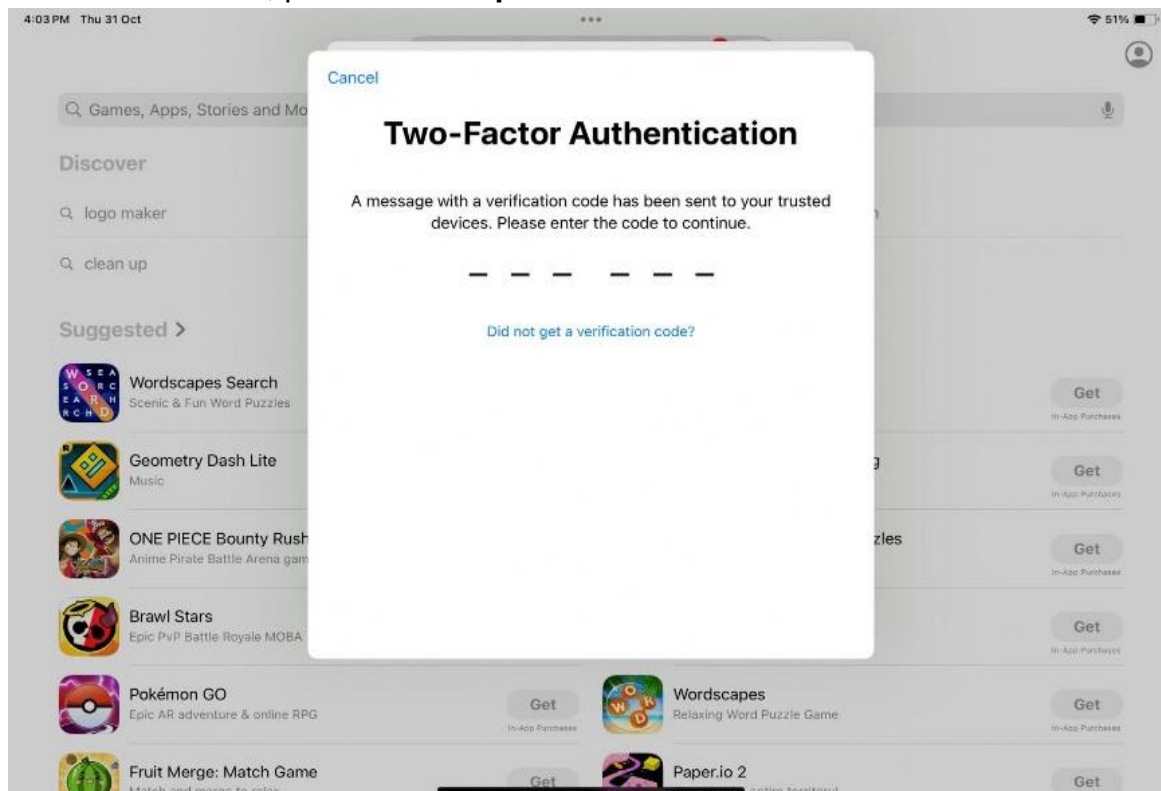 4:03 PM Thu 31 Oct
51%
Cancel
Games, Apps, Stories and Mo
Two-Factor Authentication
Discover
A message with a verification code has been sent to your trusted
devices. Please enter the code to continue.
logo maker
clean up
Did not get a verification code?
Suggested >
Wordscapes Search
Scenic & Fun Word Puzzles
Get
In-App Purchases
Geometry Dash Lite
Music
Get
In-App Purchases
ONE PIECE Bounty Rush
Anime Pirate Battle Arena gam
zles
Get
In-App Purchases
Brawl Stars
Epic PvP Battle Royale MOBA
Get
In-App Purchases
Pokémon GO
Epic AR adventure & online RPG
Get
In-App Purchases
Wordscapes
Relaxing Word Puzzle Game
Get
In-App Purchases
Fruit Merge: Match Game
Get
Paper.io 2
Get